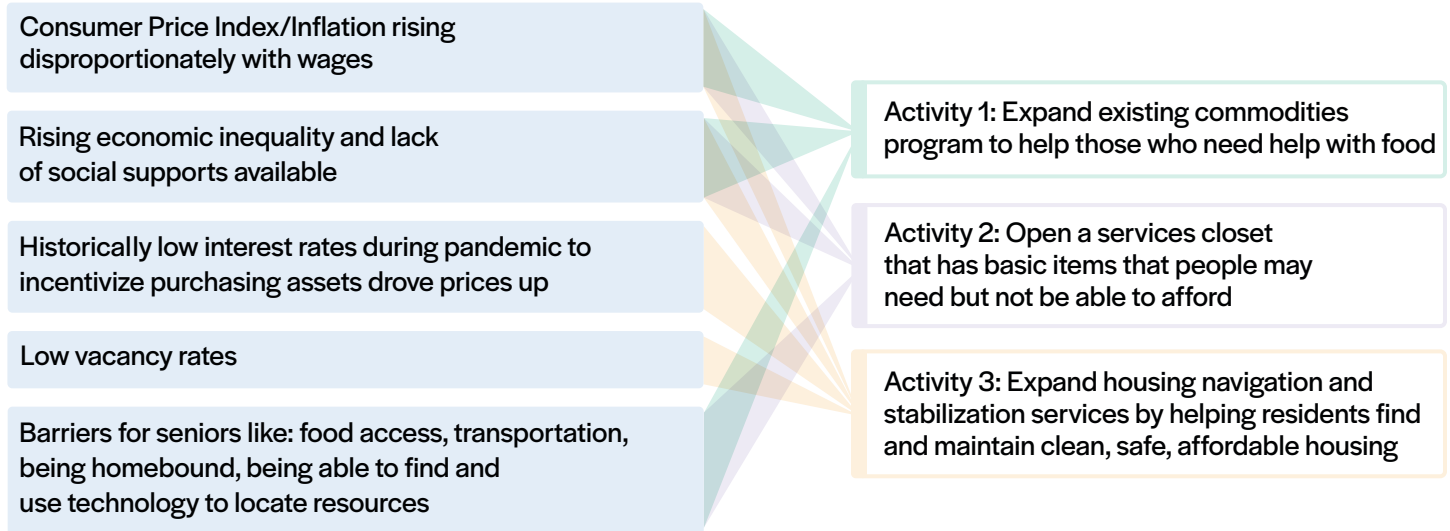 Consumer Price Index/Inflation rising
disproportionately with wages
Rising economic inequality and lack
of social supports available
Historically low interest rates during pandemic to
incentivize purchasing assets drove prices up
Low vacancy rates
Barriers for seniors like: food access, transportation,
being homebound, being able to find and
use technology to locate resources
Activity 1: Expand existing commodities
program to help those who need help with food
Activity 2: Open a services closet
that has basic items that people may
need but not be able to afford
Activity 3: Expand housing navigation and
stabilization services by helping residents find
and maintain clean, safe, affordable housing